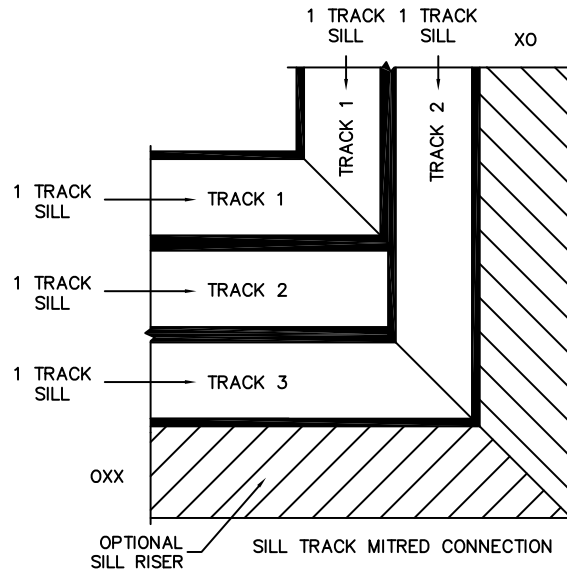 1 TRACK 1 TRACK
SILL SILL
XO
TRACK 1
TRACK 2
1 TRACK
SILL
TRACK 1
1 TRACK
SILL
TRACK 2
1 TRACK
SILL
TRACK 3
OXX
OPTIONAL
SILL RISER
SILL TRACK MITRED CONNECTION